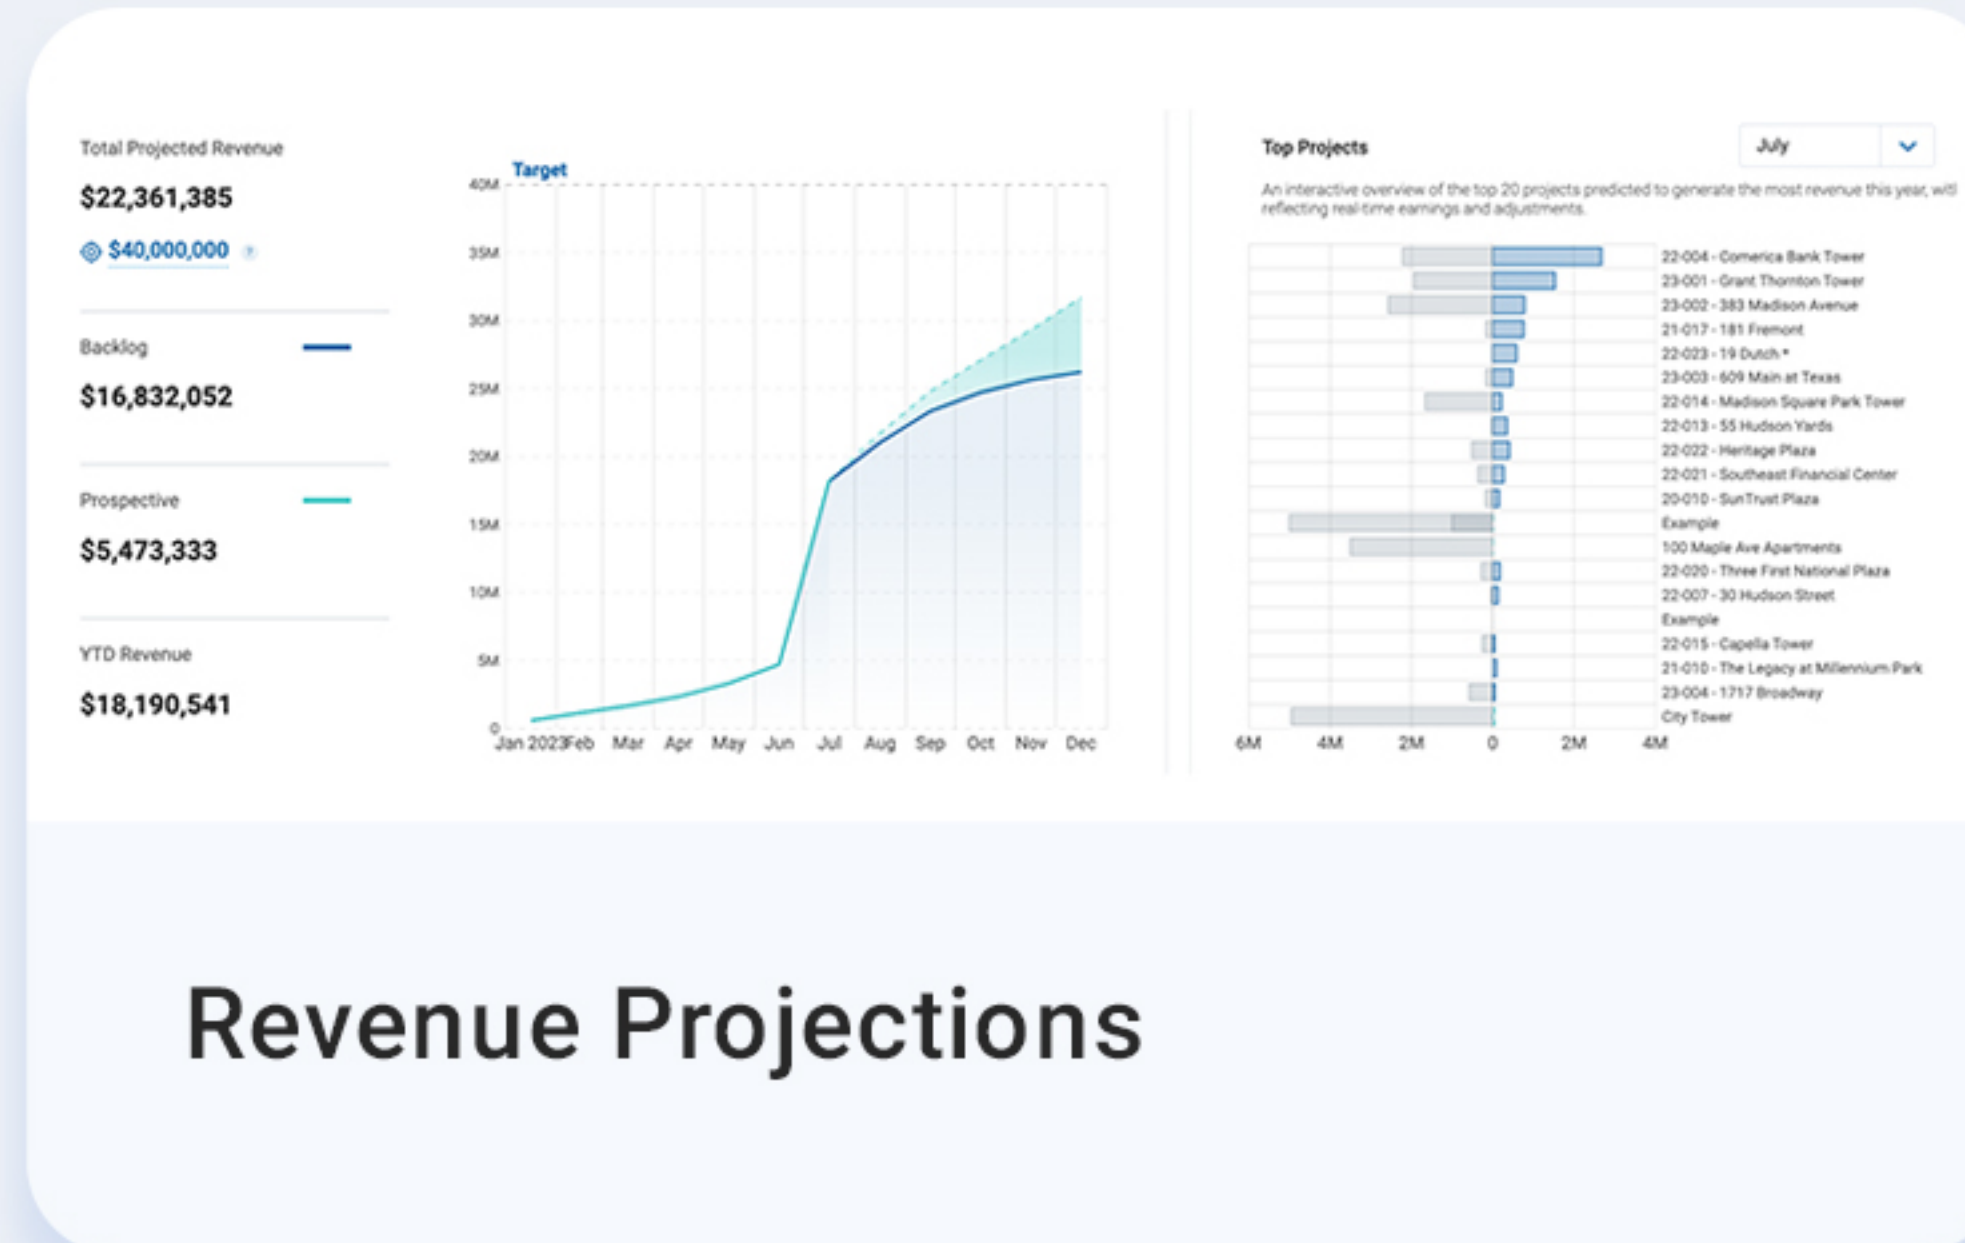 Total Projected Revenue
$22,361,385
$40,000,000 ?
Backlog
$16,832,052
Prospective
$5,473,333
YTD Revenue
$18,190,541
Target
40M
35M
30M
25M
20M
15M
10M
5M
0
Jan 2023 Feb Mar Apr May Jun Jul Aug Sep Oct Nov Dec
Top Projects
July
An interactive overview of the top 20 projects predicted to generate the most revenue this year, with
reflecting real-time earnings and adjustments.
22-004 - Comerica Bank Tower
23-001 - Grant Thornton Tower
23-002 - 383 Madison Avenue
21-017 - 181 Fremont
22-023 - 19 Dutch *
23-003 - 609 Main at Texas
22-014 - Madison Square Park Tower
22-013 - 55 Hudson Yards
22-022 - Heritage Plaza
22-021 - Southeast Financial Center
20-010 - SunTrust Plaza
Example
100 Maple Ave Apartments
22-020 - Three First National Plaza
22-007 - 30 Hudson Street
Example
22-015 - Capella Tower
21-010 - The Legacy at Millennium Park
23-004 - 1717 Broadway
City Tower
6M 4M 2M 0 2M 4M
Revenue Projections